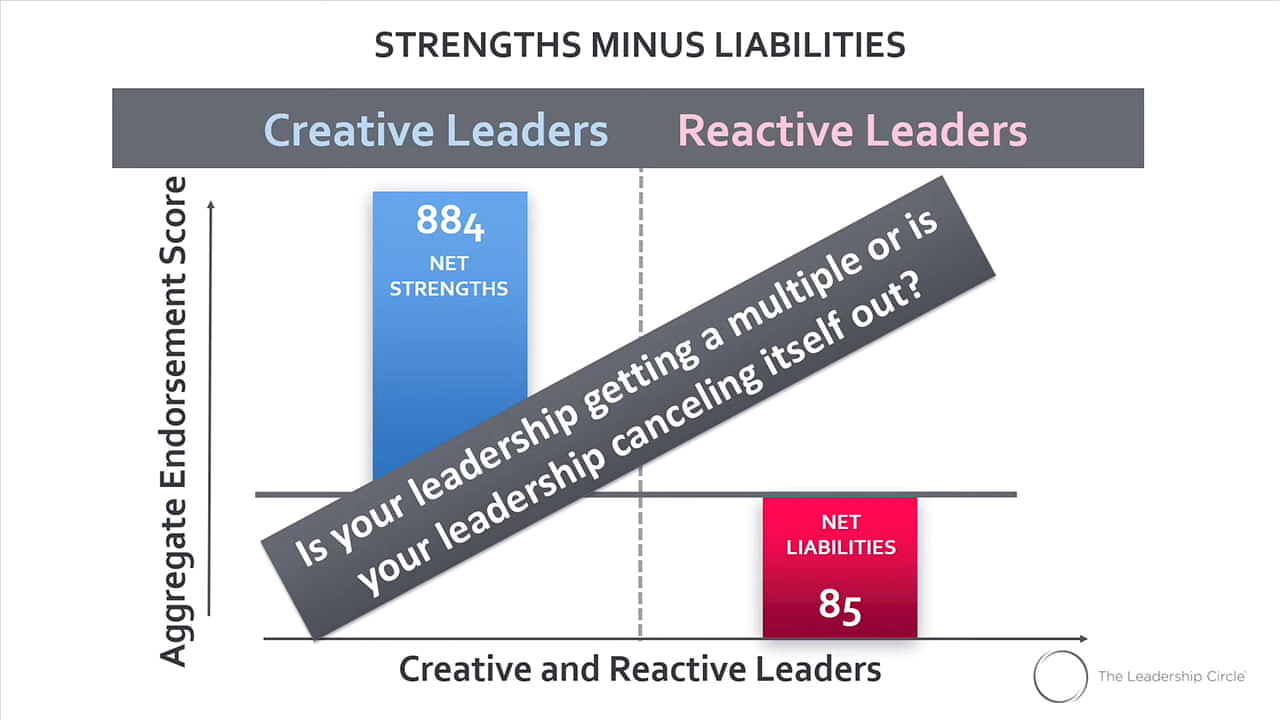 STRENGTHS MINUS LIABILITIES
Creative Leaders
Reactive Leaders
Aggregate Endorsement Score
884
NET
STRENGTHS
Is your leadership getting a multiple or is
your leadership canceling itself out?
NET
LIABILITIES
85
Creative and Reactive Leaders
The Leadership Circle